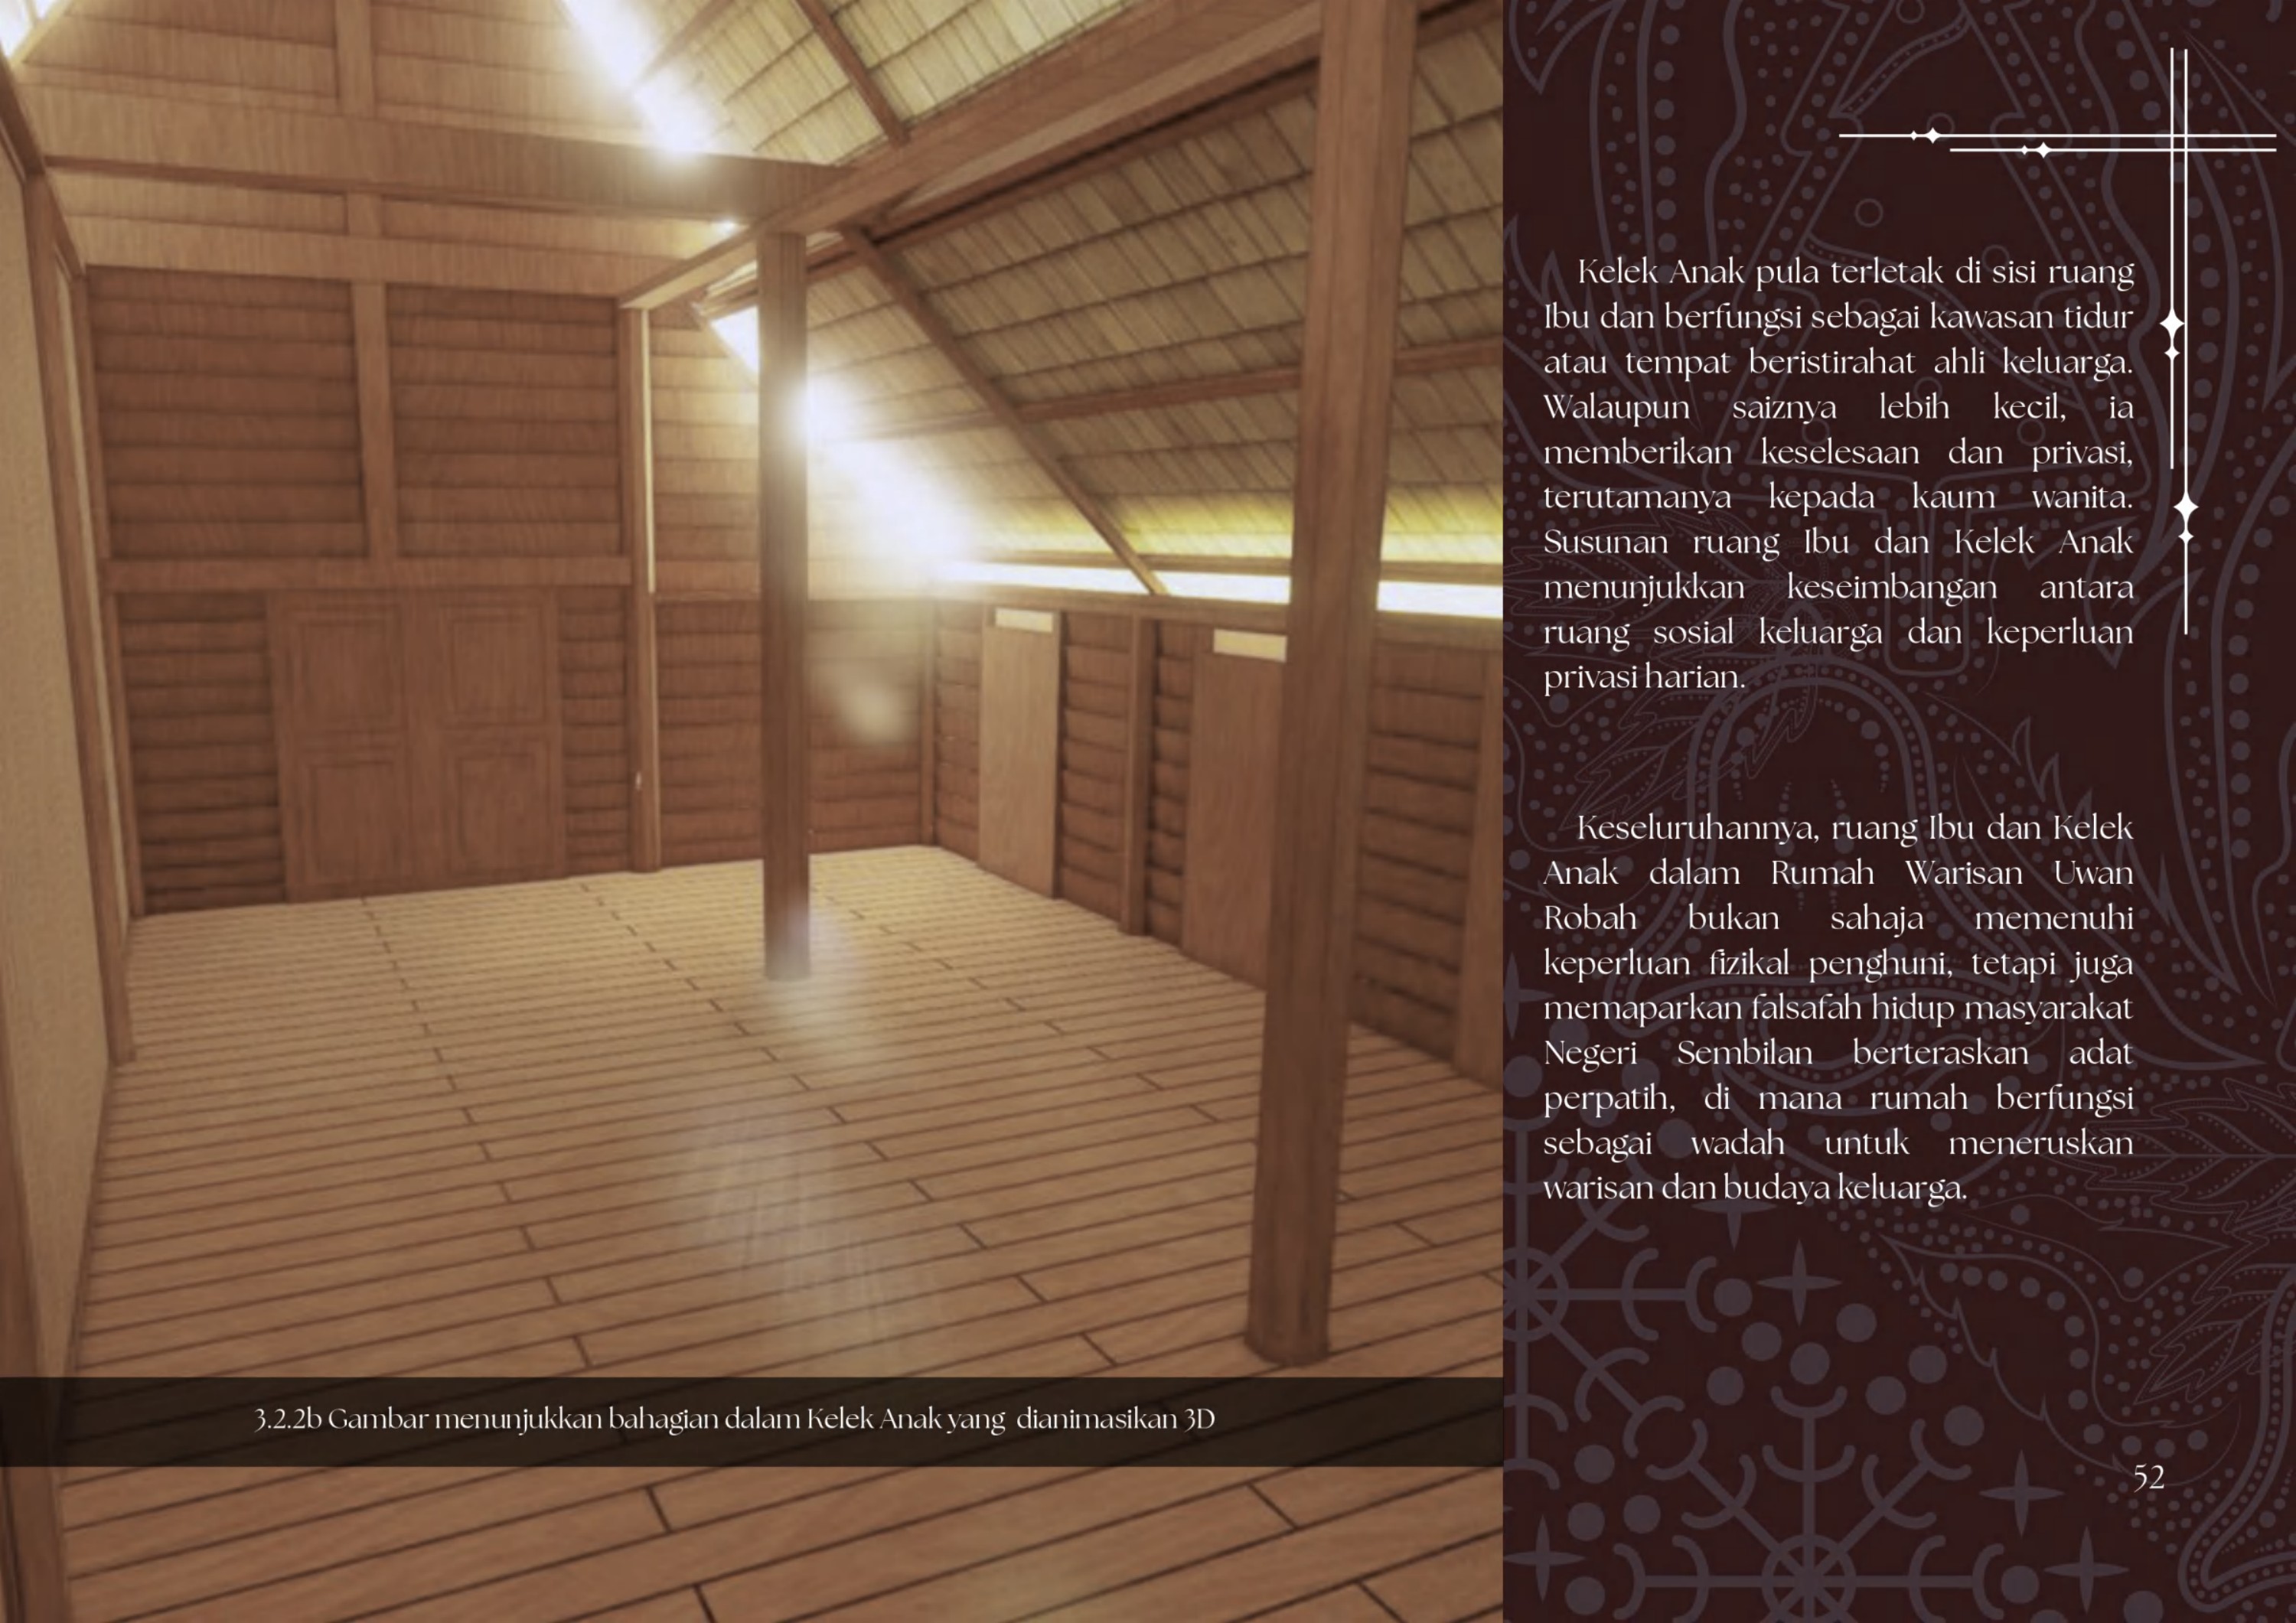 Kelek Anak pula terletak di sisi ruang
Ibu dan berfungsi sebagai kawasan tidur
atau tempat beristirahat ahli keluarga.
Walaupun saiznya lebih kecil, ia
memberikan keselesaan dan privasi,
terutamanya kepada kaum wanita.
Susunan ruang Ibu dan Kelek Anak
menunjukkan keseimbangan antara
ruang sosial keluarga dan keperluan
privasi harian.
Keseluruhannya, ruang Ibu dan Kelek
Anak dalam Rumah Warisan Uwan
Robah bukan sahaja memenuhi
keperluan fizikal penghuni, tetapi juga
memaparkan falsafah hidup masyarakat
Negeri Sembilan berteraskan adat
perpatih, di mana rumah berfungsi
sebagai wadah untuk meneruskan
warisan dan budaya keluarga.
3.2.2b Gambar menunjukkan bahagian dalam Kelek Anak yang dianimasikan 3D
52